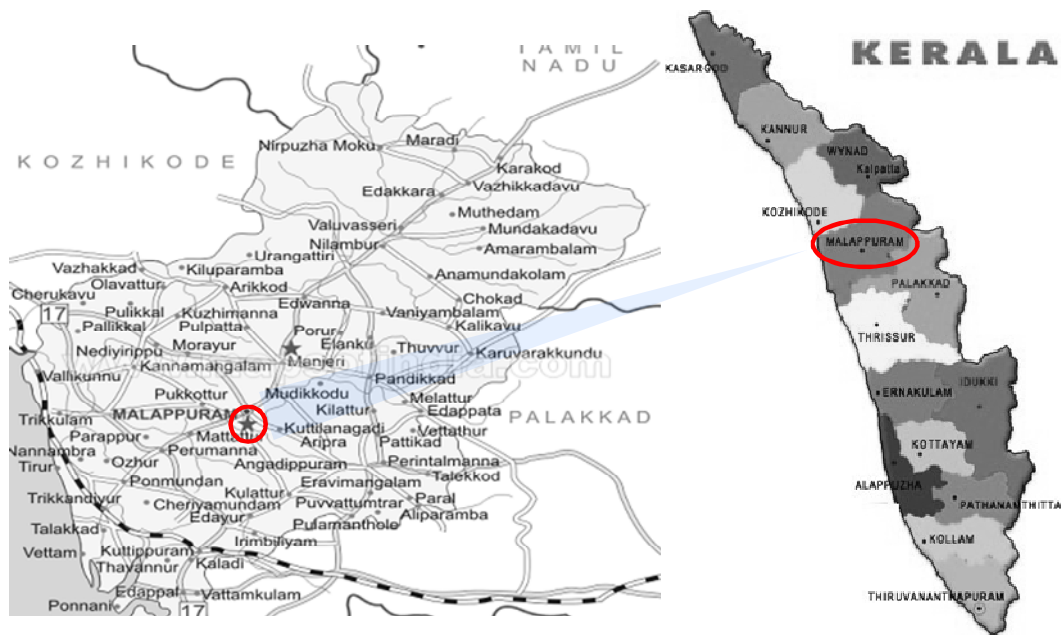 TAMIL
NADU
KOZHIKODE
Nirpuzha Moku
Maradi
Karakod
Edakkara
Vazhikkadavu
Muthedam
Valuvasseri
Mundakadavu
Nilambur
Amarambalam
Urangattiri
Vazhakkad
Kiluparamba
Anamundakolam
Olavattur
Arikkod
Cherukavu
Edwanna
Chokad
17
Pulikkal
Kuzhimanna
Vaniyambalam
Pallikkal
Pulpatta
Porur
Kalikavu
Nediyirippu
Morayur
Elanku
Thuvvur
Karuvarakkundu
Manjeri
Vallikunnu
Kannamangalam
Pandikkad
Pukkottur
Mudikkodu
Melattur
Trikkulam
MALAPPURAM
Kilattur
Edappata
PALAKKAD
Parappur
Mattattu
Kuttilanagadi
Vettathur
Nannambra
Perumanna
Aripra
Pattikad
Tirur
Ozhur
Angadippuram
Perintalmanna
Talekkod
Ponmundan
Eravimangalam
Trikkandiyur
Cheriyamundam
Kulattur
Puvvattumtrar
Paral
Edayur
Pulamanthole
Aliparamba
Talakkad
Irimbiliyam
Vettam
Kuttippuram
Thavannur
Kaladi
Edappal
Vattamkulam
Ponnani
17
KERALA
KASARGOD
KANNUR
WYNAD
Kalpatta
KOZHIKODE
MALAPPURAM
PALAKKAD
THRISSUR
IDUKKI
ERNAKULAM
KOTTAYAM
ALAPPUZHA
PATHANAMTHITTA
KOLLAM
THIRUVANANTHAPURAM